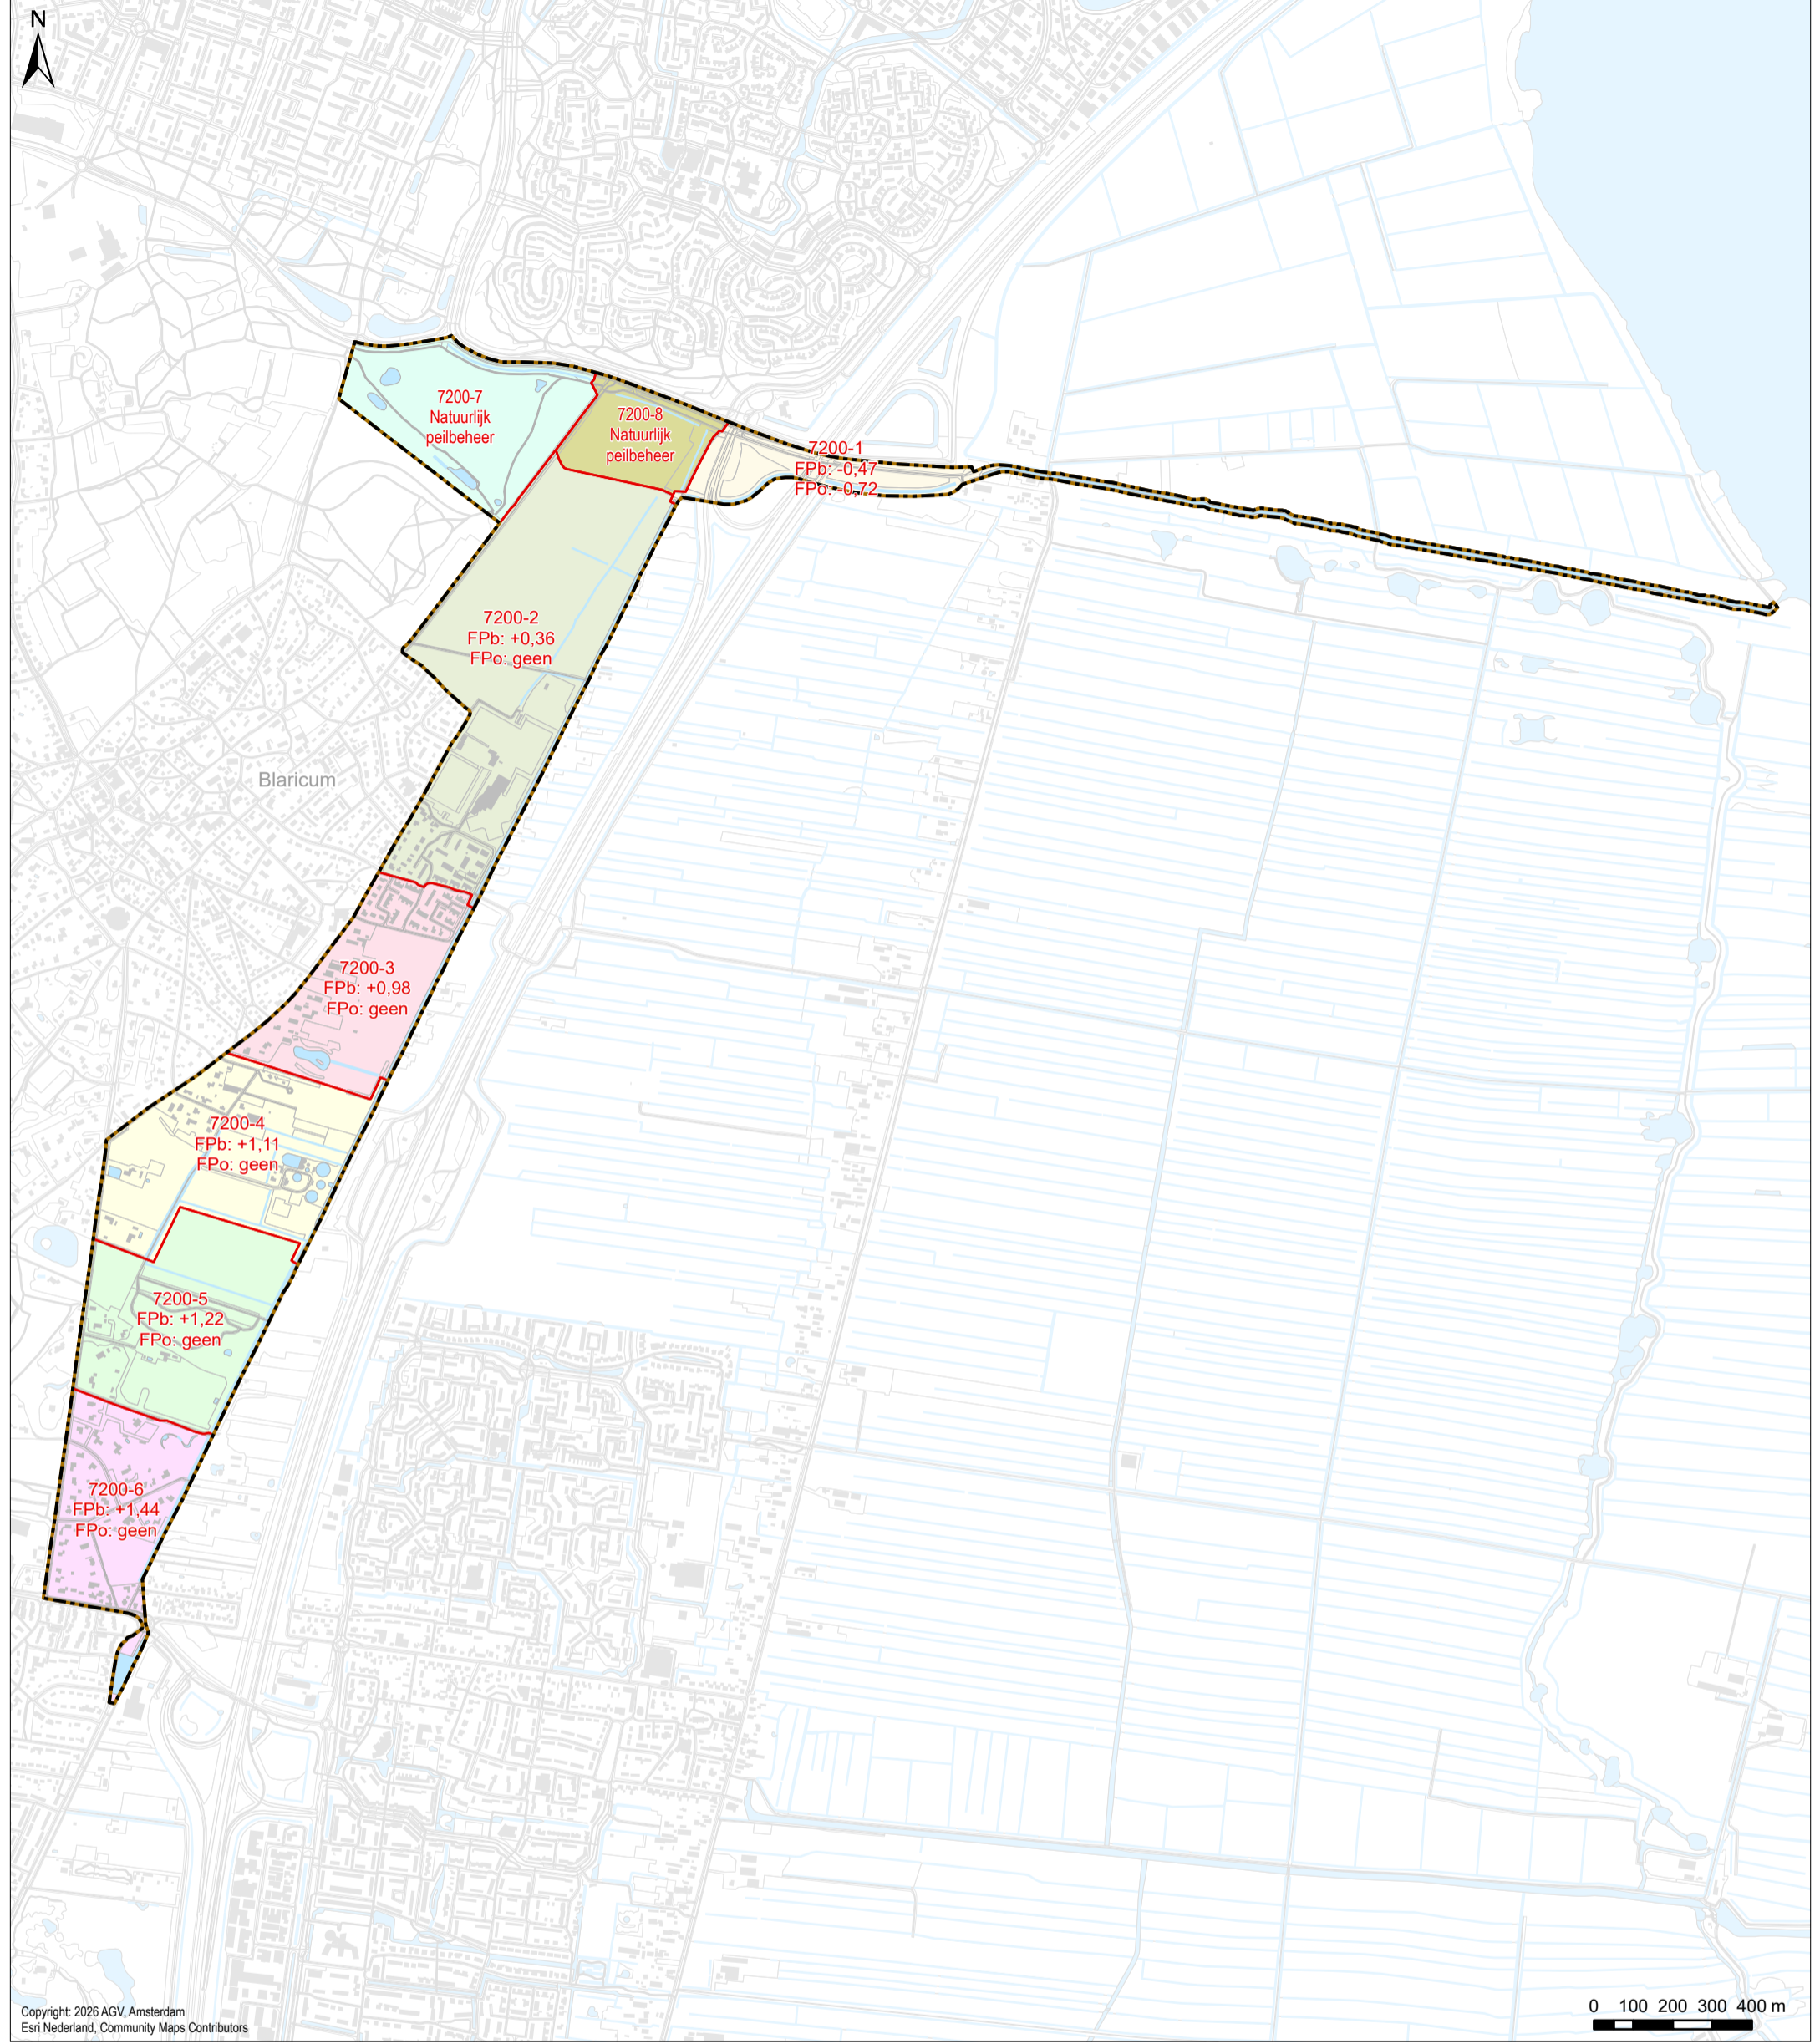 N
7200-7
Natuurlijk
peilbeheer
7200-8
Natuurlijk
peilbeheer
7200-1
FPb: -0,47
FPo: -0,72
7200-2
FPb: +0,36
FPo: geen
Blaricum
7200-3
FPb: +0,98
FPo: geen
7200-4
FPb: +1,11
FPo: geen
7200-5
FPb: +1,22
FPo: geen
7200-6
FPb: +1,44
FPo: geen
Copyright: 2026 AGV, Amsterdam
Esri Nederland, Community Maps Contributors
0 100 200 300 400 m